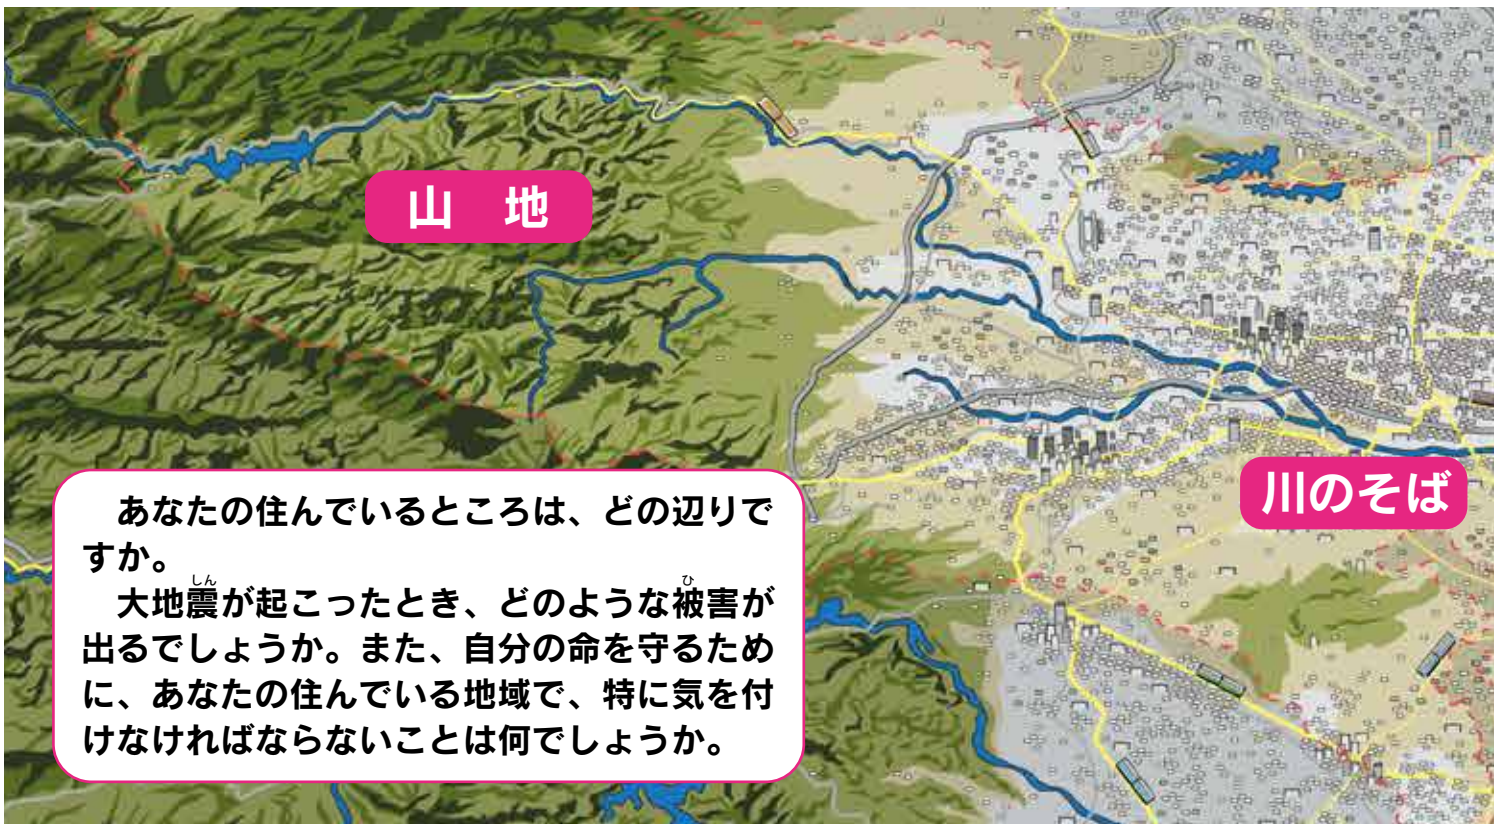 山　地
川のそば
　あなたの住んでいるところは、どの辺りで
すか。
　大地震が起こったとき、どのような被害が
出るでしょうか。また、自分の命を守るため
に、あなたの住んでいる地域で、特に気を付
けなければならないことは何でしょうか。
しん
ひ